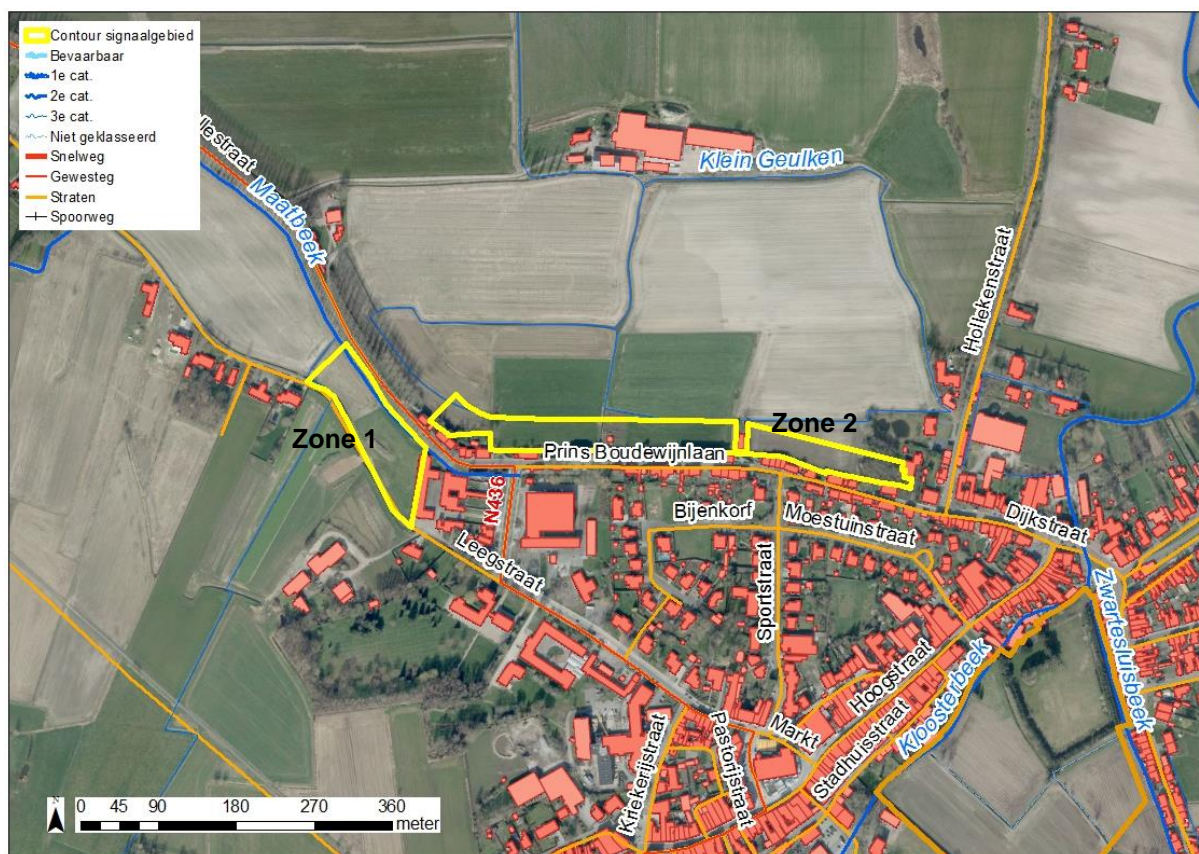 Contour signaalgebied
Bevaarbaar
1e cat.
2e cat.
3e cat.
Niet geklasseerd
Snelweg
Gewesteg
Straten
Spoorweg
Maatbeek
Klein Geulken
Hollekenstraat
Zone 1
Zone 2
Prins Boudewijnlaan
N436
Bijenkorf
Moestuinstraat
Dijkstraat
Leegstraat
Sportstraat
Zwartesluisbeek
Hoogstraat
Kloosterbeek
Markt
Stadhuisstraat
Pastorijstraat
Kriekerijstraat
N
0 45 90 180 270 360
meter